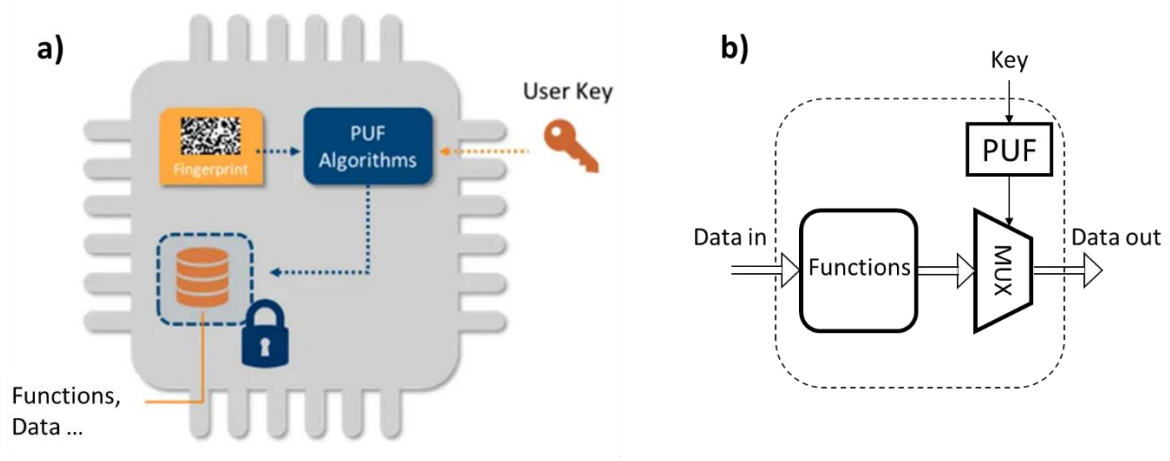 a)
User Key
Fingerprint
PUF
Algorithms
Functions,
Data ...
b)
Key
PUF
Data in
Functions
MUX
Data out